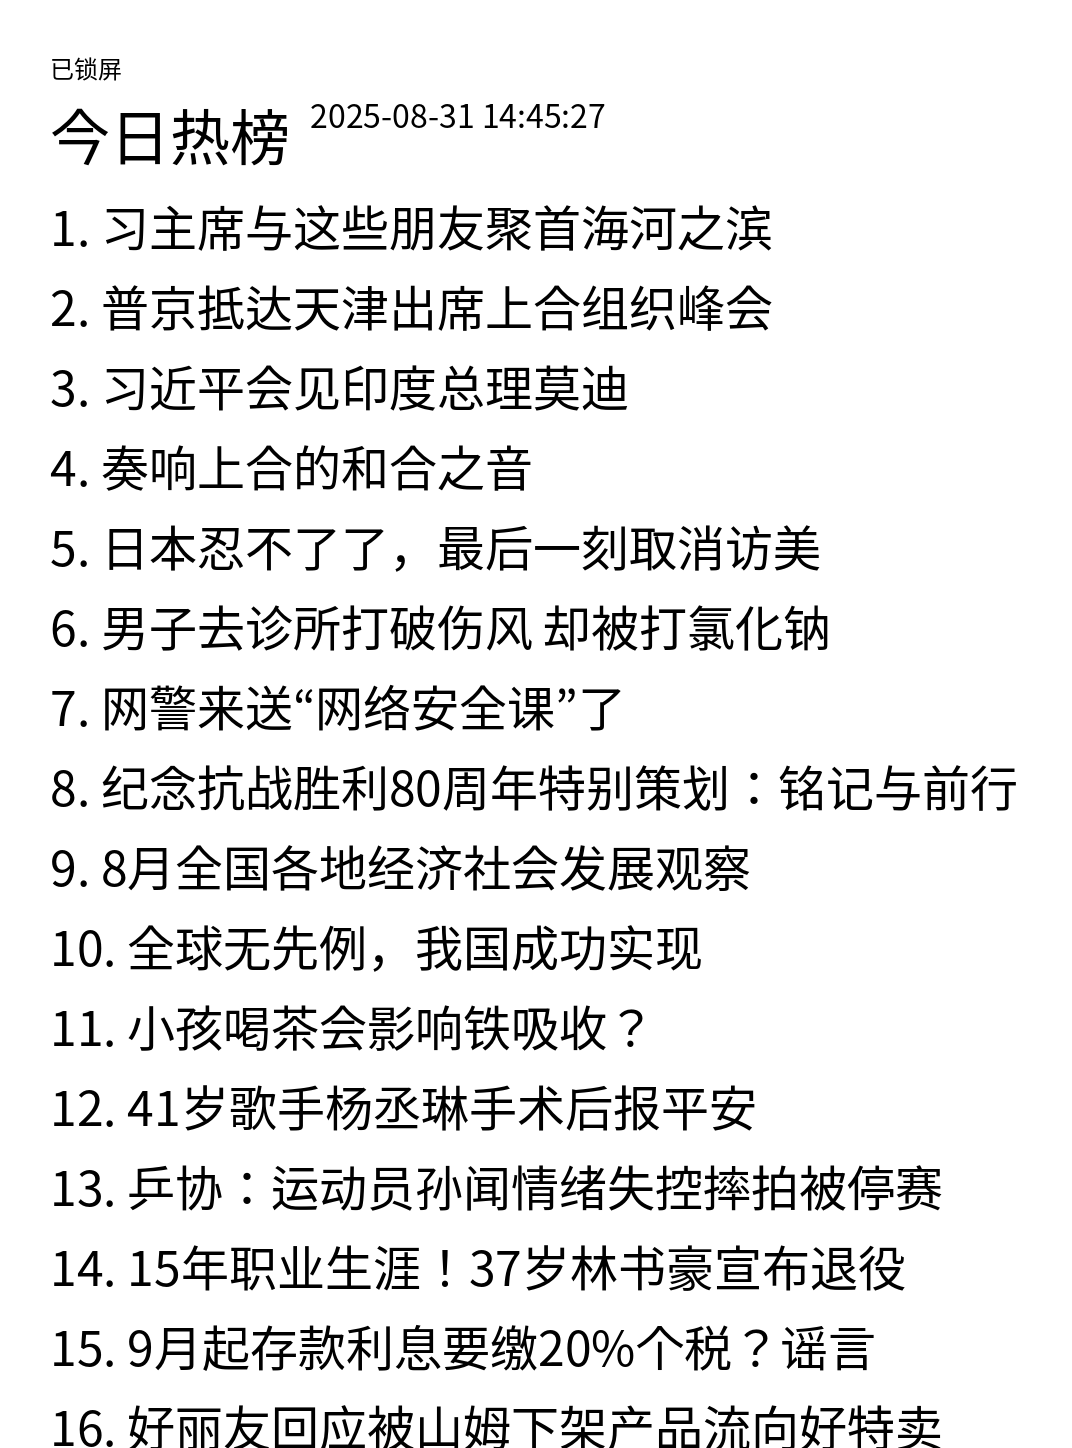 已锁屏
今日热榜 2025-08-31 14:45:27
1. 习主席与这些朋友聚首海河之滨
2. 普京抵达天津出席上合组织峰会
3. 习近平会见印度总理莫迪
4. 奏响上合的和合之音
5. 日本忍不了了，最后一刻取消访美
6. 男子去诊所打破伤风 却被打氯化钠
7. 网警来送“网络安全课”了
8. 纪念抗战胜利80周年特别策划：铭记与前行
9. 8月全国各地经济社会发展观察
10. 全球无先例，我国成功实现
11. 小孩喝茶会影响铁吸收？
12. 41岁歌手杨丞琳手术后报平安
13. 乒协：运动员孙闻情绪失控摔拍被停赛
14. 15年职业生涯！37岁林书豪宣布退役
15. 9月起存款利息要缴20%个税？谣言
16. 好丽友回应被山姆下架产品流向好特卖